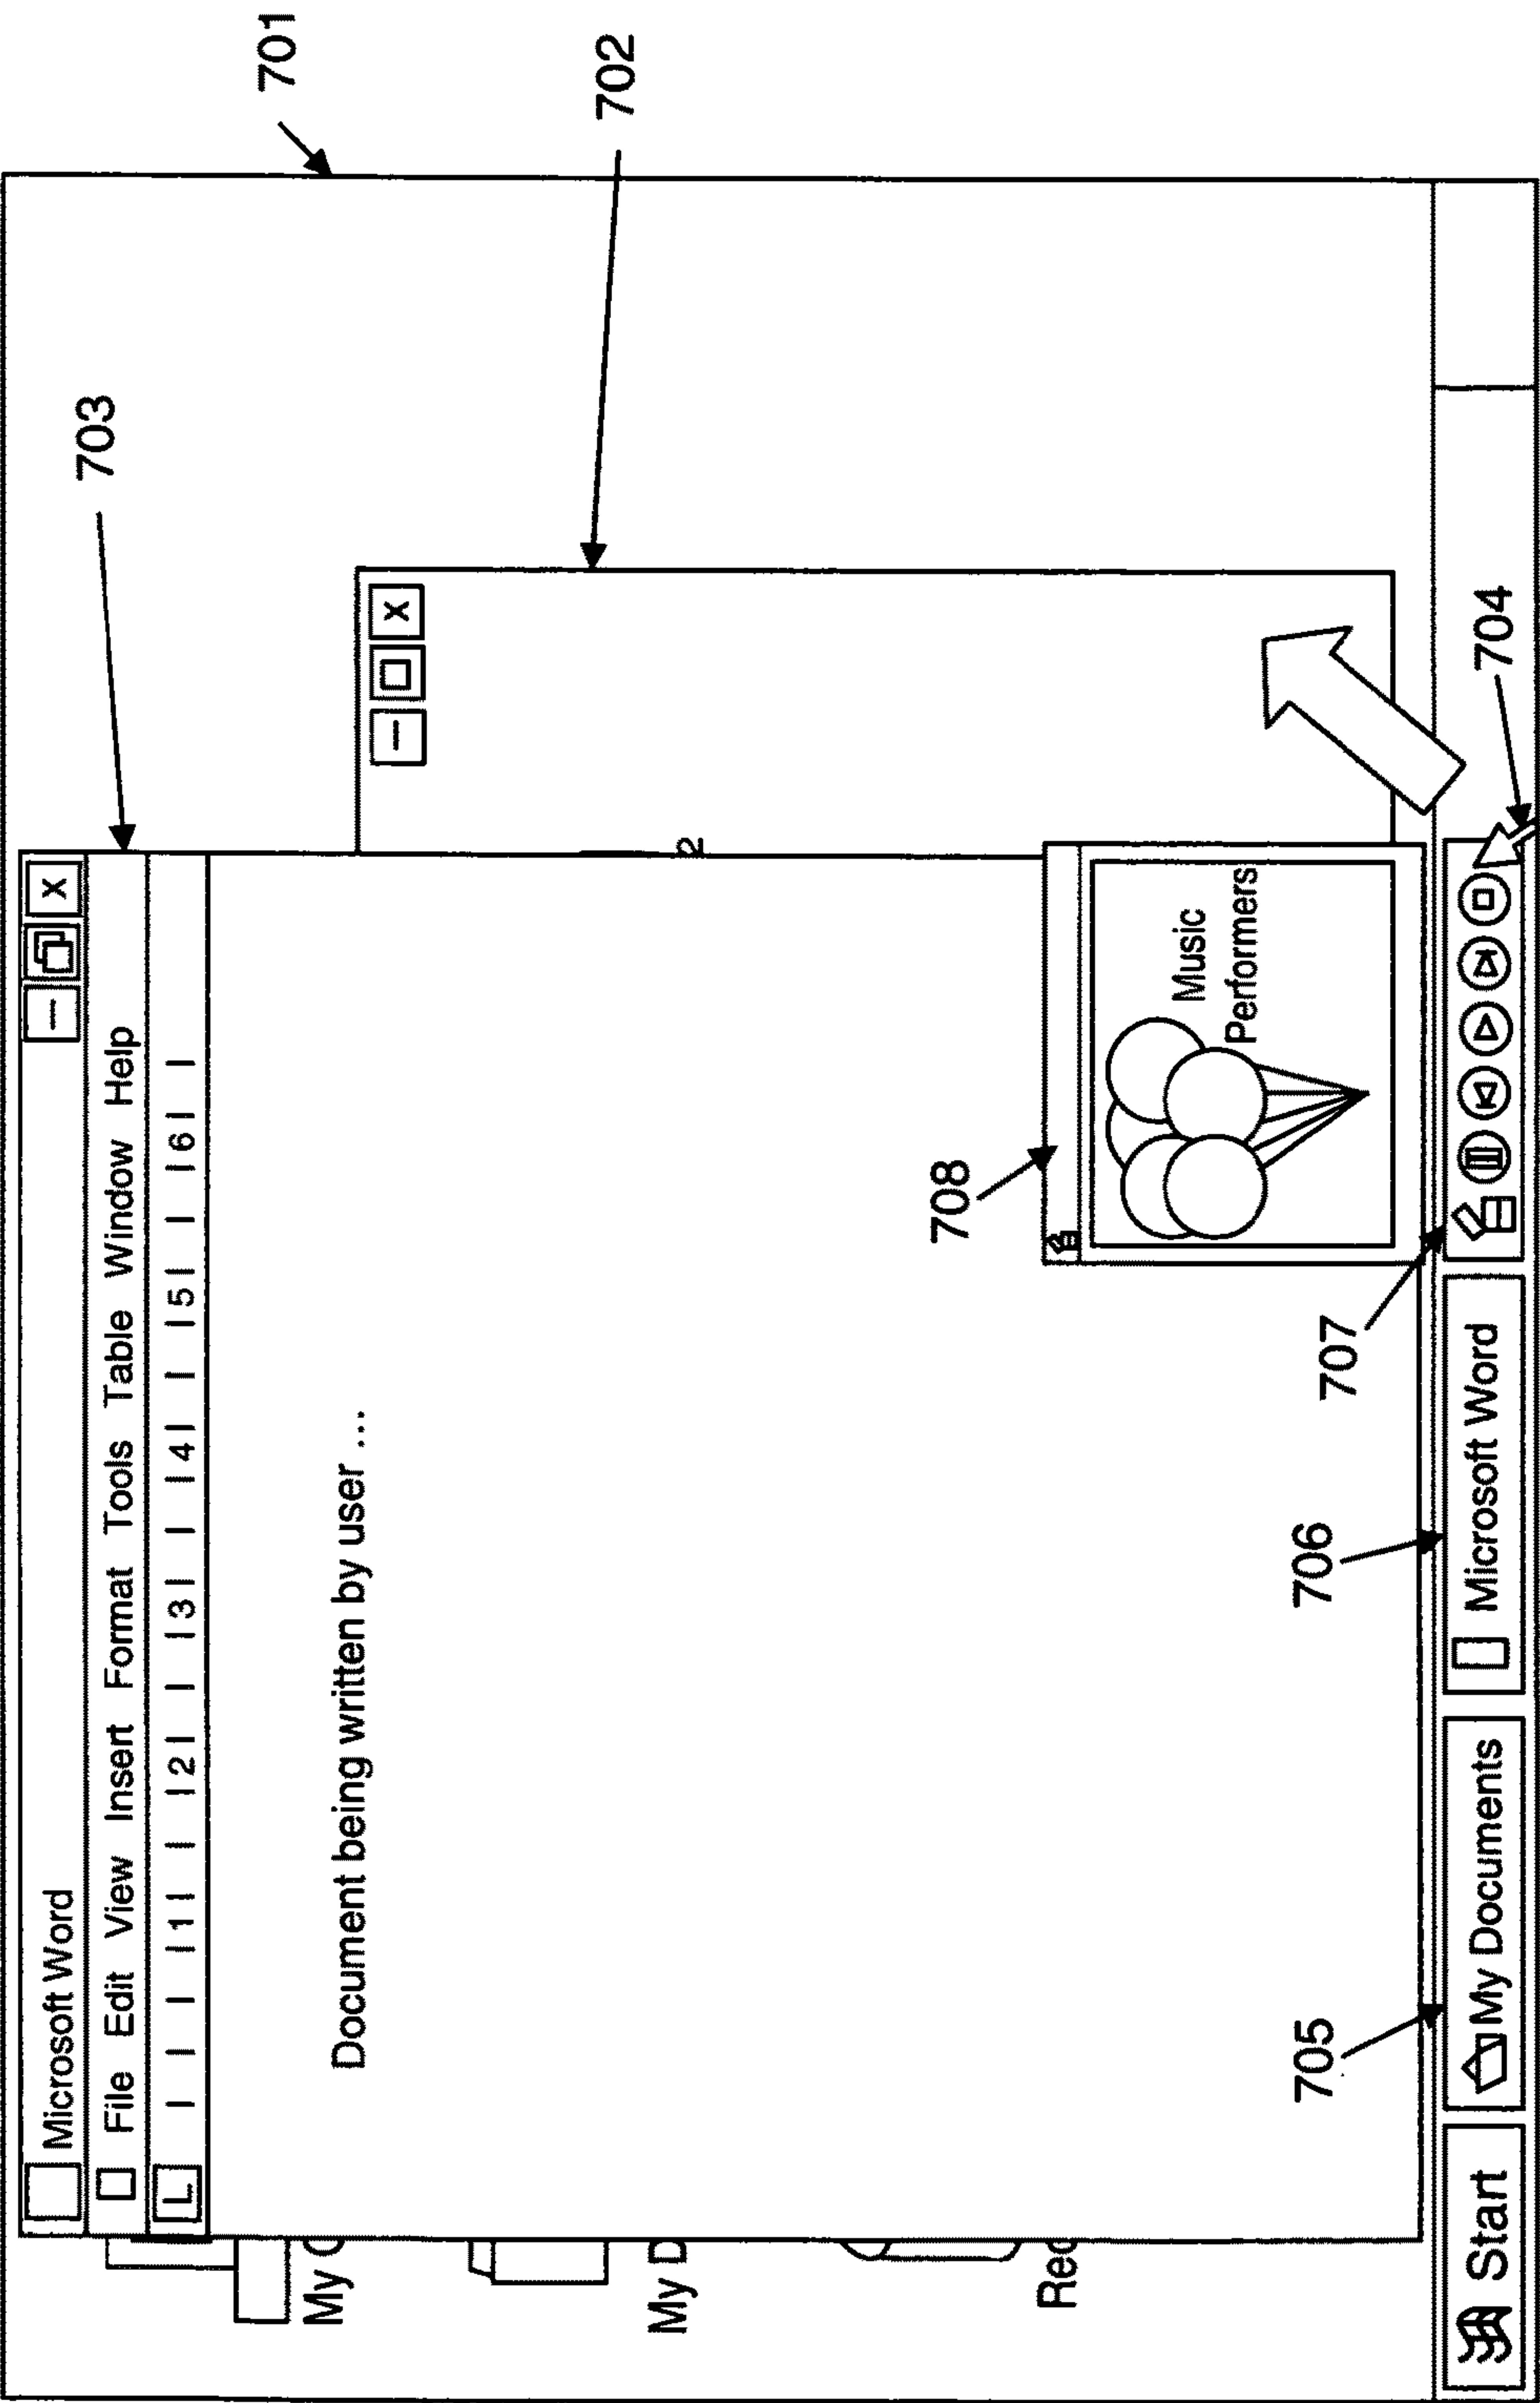 701
702
703
Microsoft Word
X
File Edit View Insert Format Tools Table Window Help
L | | | 1 | | | 2 | | | 3 | | | 4 | | | 5 | | | 6 | |
X
Document being written by user ...
My C
2
My D
708
Music
Performers
Rec
705
706
707
704
Start
My Documents
Microsoft Word